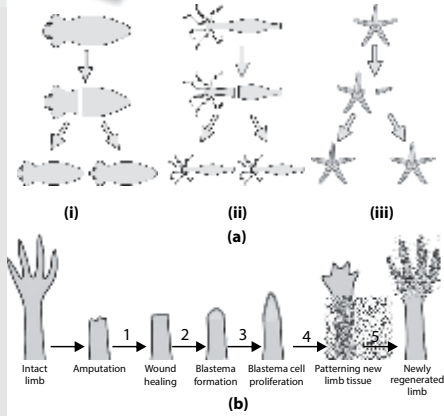 (i) (ii) (iii)
(a)
1 2 3 4 5
Intact limb
Amputation
Wound healing
Blastema formation
Blastema cell proliferation
Patterning new limb tissue
Newly regenerated limb
(b)